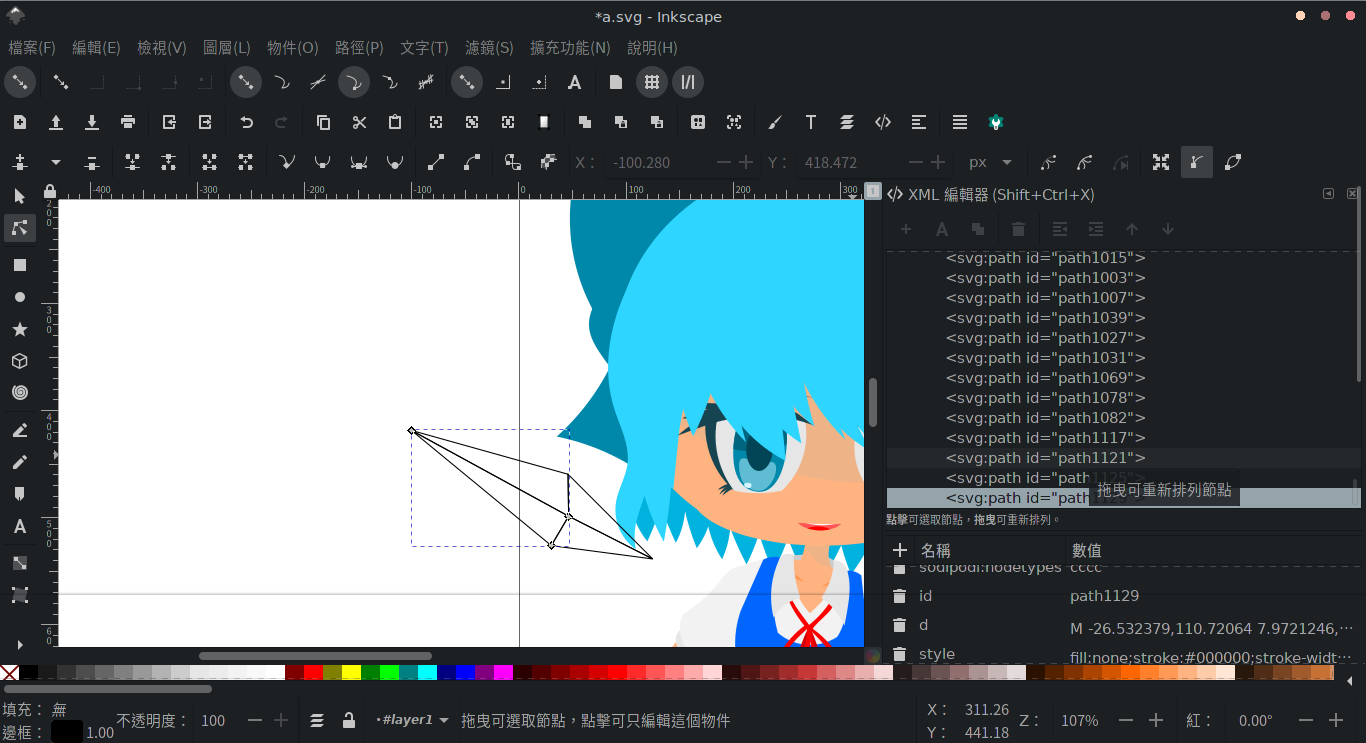 *a.svg - Inkscape
檔案(F) 編輯(E) 檢視(V) 圖層(L) 物件(O) 路徑(P) 文字(T) 濾鏡(S) 擴充功能(N) 說明(H)
X： -100.280 Y： 418.472 px
-400 -300 -200 -100 0 100 200 300
1
XML 編輯器 (Shift+Ctrl+X)
<svg:path id="path1015">
<svg:path id="path1003">
<svg:path id="path1007">
<svg:path id="path1039">
<svg:path id="path1027">
<svg:path id="path1031">
<svg:path id="path1069">
<svg:path id="path1078">
<svg:path id="path1082">
<svg:path id="path1117">
<svg:path id="path1121">
<svg:path id="path1125">
<svg:path id="path
拖曳可重新排列節點
點擊可選取節點，拖曳可重新排列。
名稱 數值
sodipodi:nodetypes cccc
id path1129
d M -26.532379,110.72064 7.9721246,…
style fill:none;stroke:#000000;stroke-widt…
200
300
400
500
60
填充： 無
邊框： 1.00
不透明度： 100
•#layer1
拖曳可選取節點，點擊可只編輯這個物件
X： 311.26
Y： 441.18
Z： 107%
紅： 0.00°